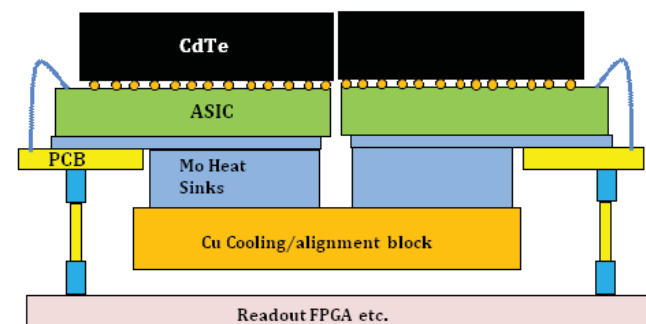 CdTe
ASIC
PCB
Mo Heat
Sinks
Cu Cooling/alignment block
Readout FPGA etc.